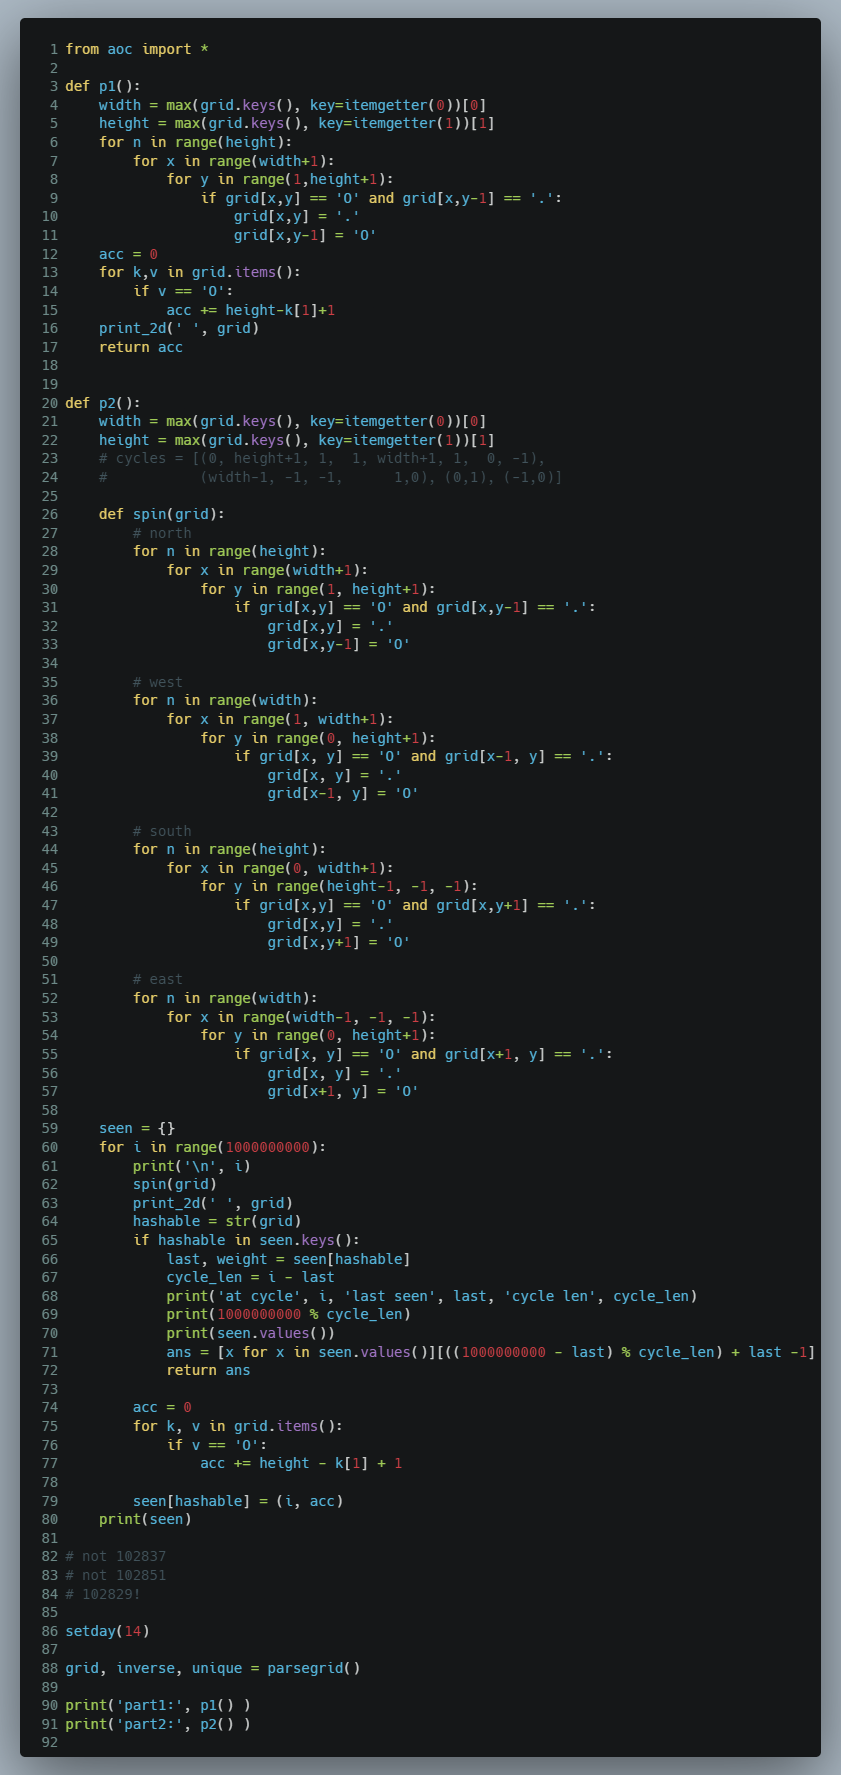 1 from aoc import *
2
3 def p1():
4     width = max(grid.keys(), key=itemgetter(0))[0]
5     height = max(grid.keys(), key=itemgetter(1))[1]
6     for n in range(height):
7         for x in range(width+1):
8             for y in range(1,height+1):
9                 if grid[x,y] == 'O' and grid[x,y-1] == '.':
10                     grid[x,y] = '.'
11                     grid[x,y-1] = 'O'
12     acc = 0
13     for k,v in grid.items():
14         if v == 'O':
15             acc += height-k[1]+1
16     print_2d(' ', grid)
17     return acc
18
19
20 def p2():
21     width = max(grid.keys(), key=itemgetter(0))[0]
22     height = max(grid.keys(), key=itemgetter(1))[1]
23     # cycles = [(0, height+1, 1,  1, width+1, 1,  0, -1),
24     #           (width-1, -1, -1,      1,0), (0,1), (-1,0)]
25
26     def spin(grid):
27         # north
28         for n in range(height):
29             for x in range(width+1):
30                 for y in range(1, height+1):
31                     if grid[x,y] == 'O' and grid[x,y-1] == '.':
32                         grid[x,y] = '.'
33                         grid[x,y-1] = 'O'
34
35         # west
36         for n in range(width):
37             for x in range(1, width+1):
38                 for y in range(0, height+1):
39                     if grid[x, y] == 'O' and grid[x-1, y] == '.':
40                         grid[x, y] = '.'
41                         grid[x-1, y] = 'O'
42
43         # south
44         for n in range(height):
45             for x in range(0, width+1):
46                 for y in range(height-1, -1, -1):
47                     if grid[x,y] == 'O' and grid[x,y+1] == '.':
48                         grid[x,y] = '.'
49                         grid[x,y+1] = 'O'
50
51         # east
52         for n in range(width):
53             for x in range(width-1, -1, -1):
54                 for y in range(0, height+1):
55                     if grid[x, y] == 'O' and grid[x+1, y] == '.':
56                         grid[x, y] = '.'
57                         grid[x+1, y] = 'O'
58
59     seen = {}
60     for i in range(1000000000):
61         print('\n', i)
62         spin(grid)
63         print_2d(' ', grid)
64         hashable = str(grid)
65         if hashable in seen.keys():
66             last, weight = seen[hashable]
67             cycle_len = i - last
68             print('at cycle', i, 'last seen', last, 'cycle len', cycle_len)
69             print(1000000000 % cycle_len)
70             print(seen.values())
71             ans = [x for x in seen.values()][((1000000000 - last) % cycle_len) + last -1]
72             return ans
73
74         acc = 0
75         for k, v in grid.items():
76             if v == 'O':
77                 acc += height - k[1] + 1
78
79         seen[hashable] = (i, acc)
80     print(seen)
81
82 # not 102837
83 # not 102851
84 # 102829!
85
86 setday(14)
87
88 grid, inverse, unique = parsegrid()
89
90 print('part1:', p1() )
91 print('part2:', p2() )
92